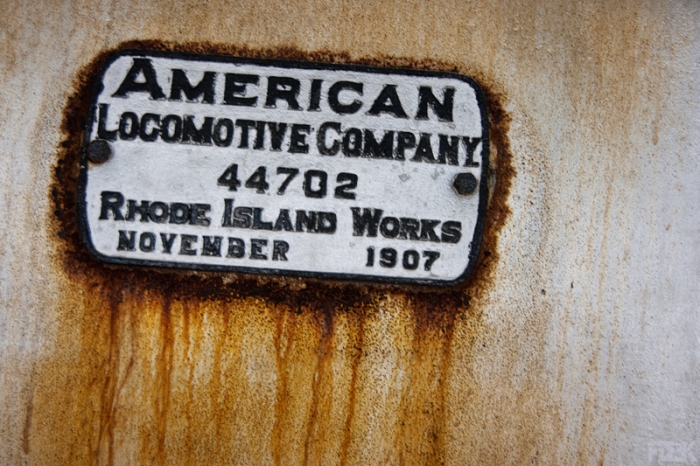 AMERICAN
LOCOMOTIVE COMPANY
44702
RHODE ISLAND WORKS
NOVEMBER 1907